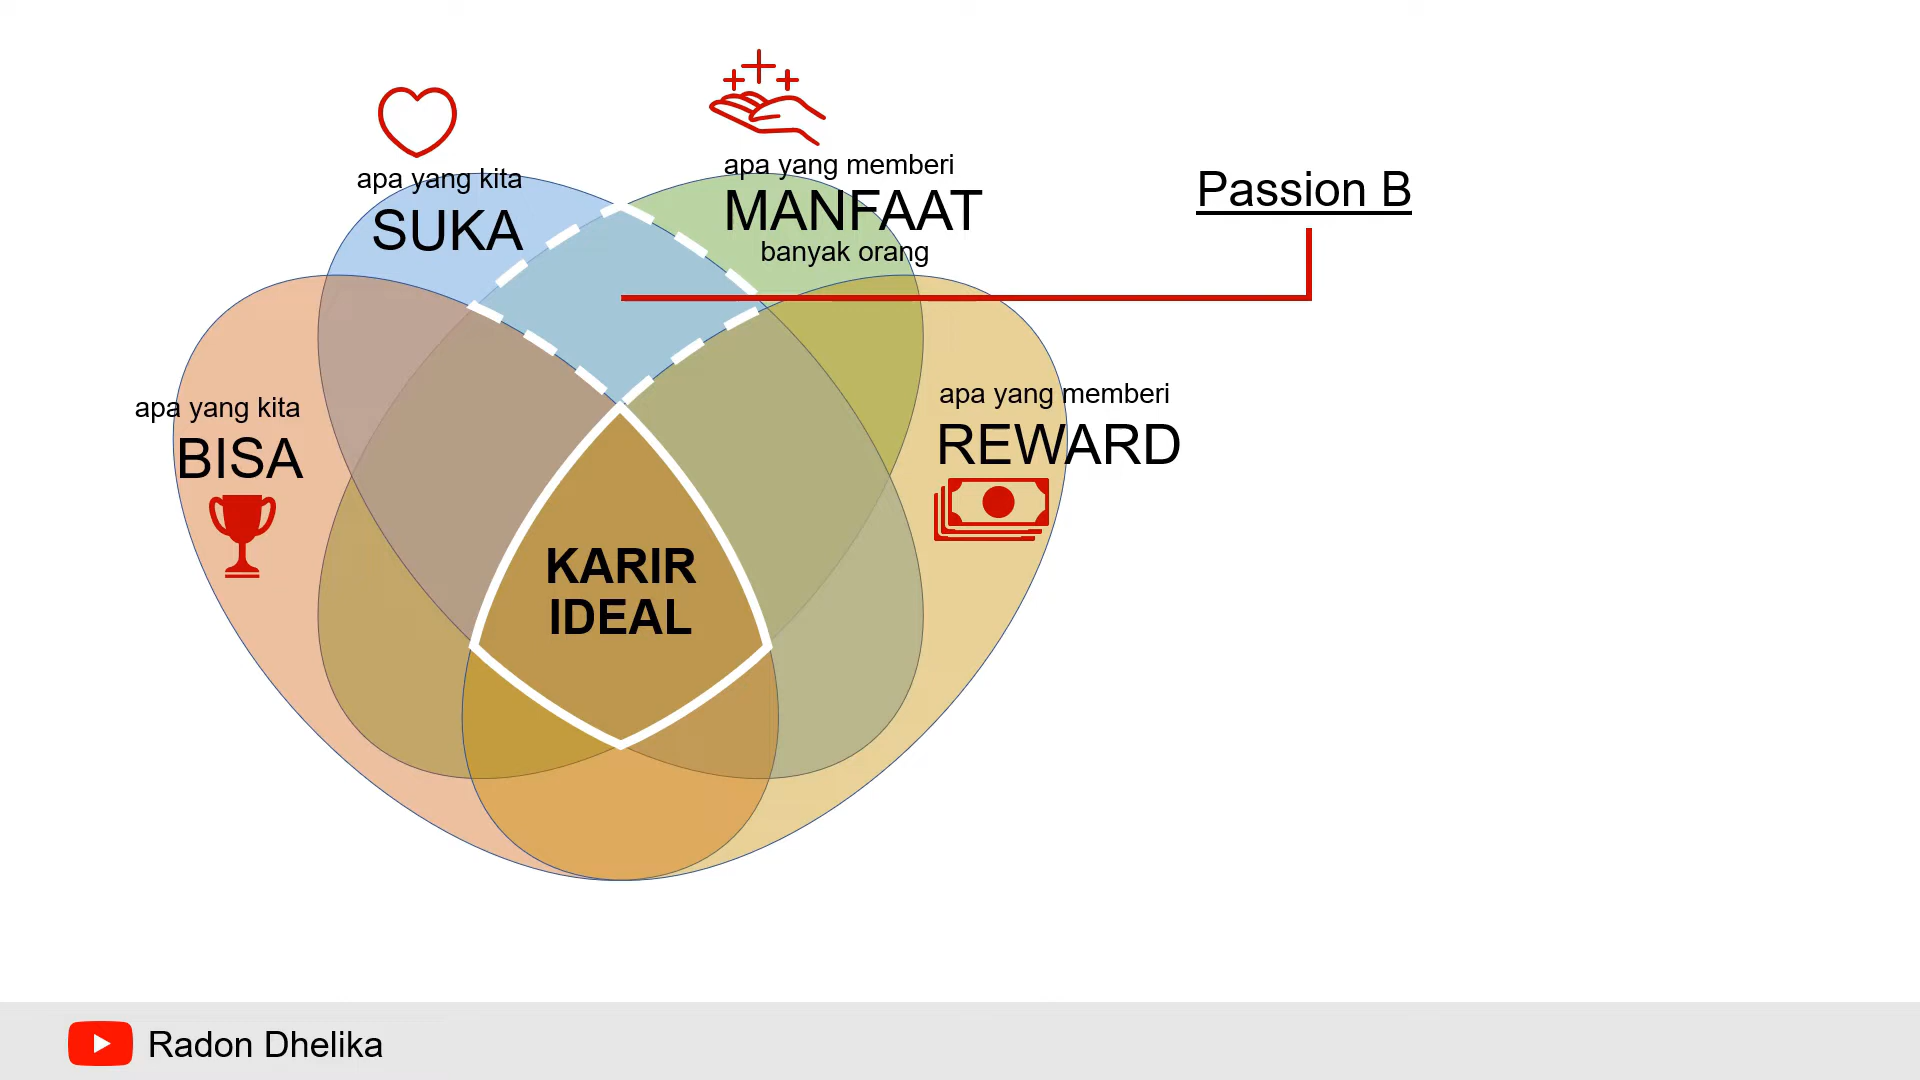 apa yang kita
SUKA
apa yang memberi
MANFAAT
banyak orang
Passion B
apa yang kita
BISA
apa yang memberi
REWARD
KARIR
IDEAL
Radon Dhelika